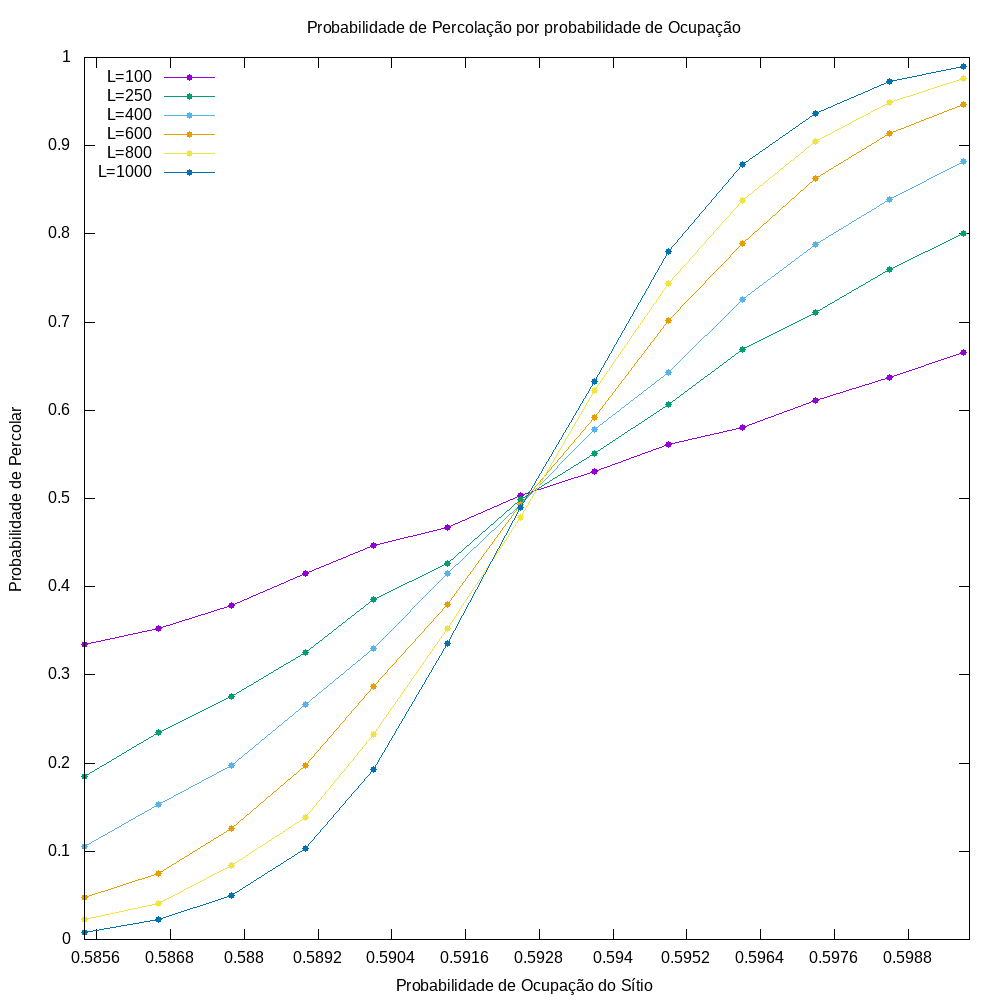 Probabilidade de Percolação por probabilidade de Ocupação
1
L=100
L=250
L=400
L=600
L=800
L=1000
0.9
0.8
0.7
0.6
0.5
0.4
0.3
0.2
0.1
0
Probabilidade de Percolar
0.5856 0.5868 0.588 0.5892 0.5904 0.5916 0.5928 0.594 0.5952 0.5964 0.5976 0.5988
Probabilidade de Ocupação do Sítio